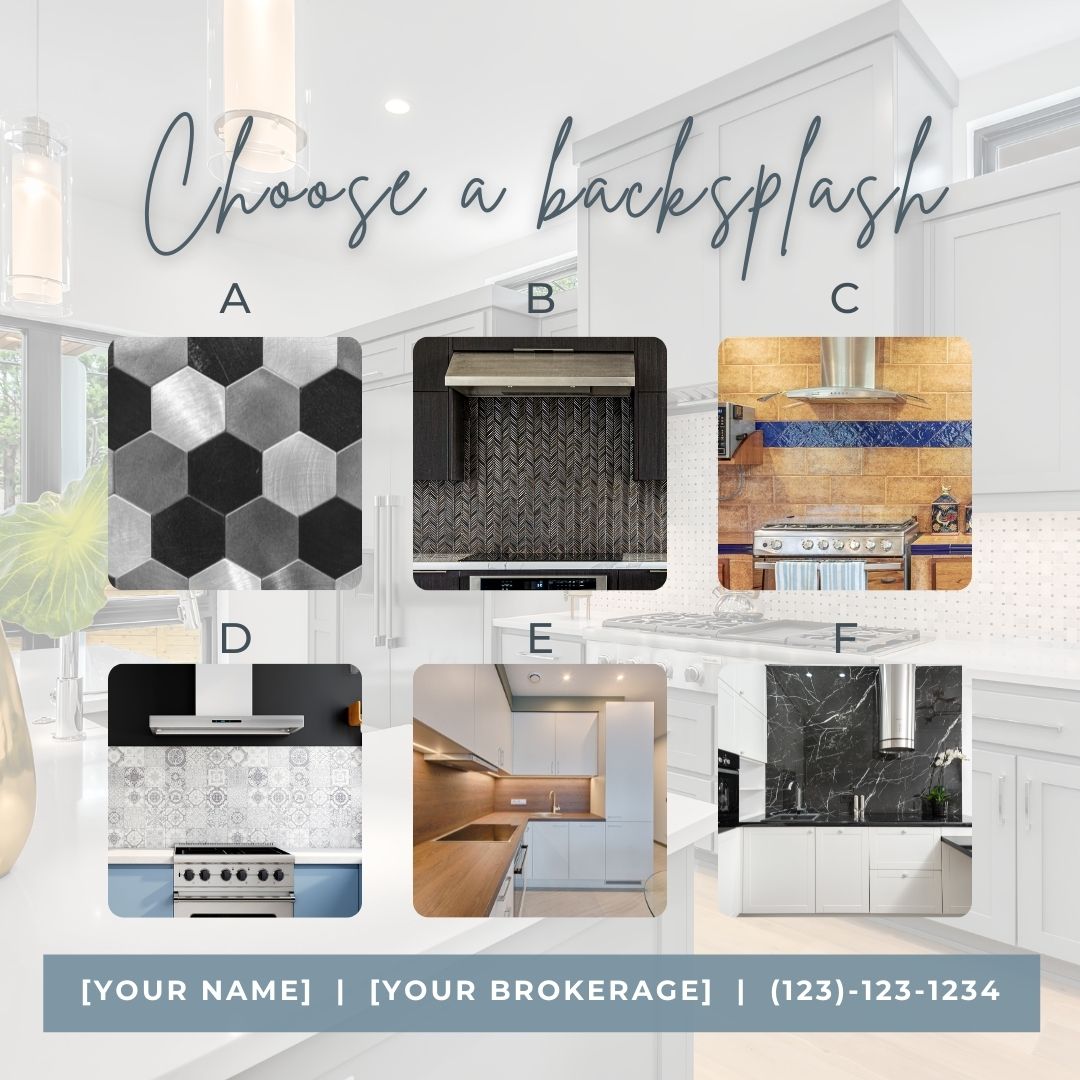 Choose a backsplash
A B C
D E F
[YOUR NAME] | [YOUR BROKERAGE] | (123)-123-1234